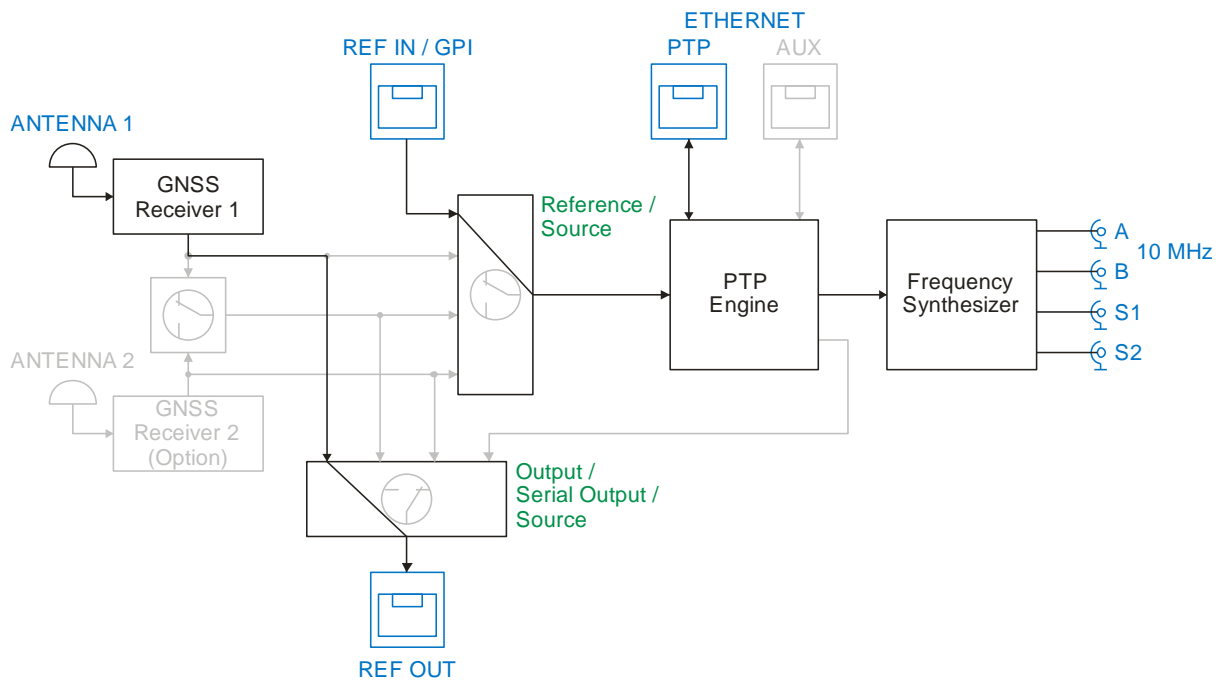 ETHERNET
REF IN / GPI
PTP
AUX
ANTENNA 1
GNSS
Receiver 1
Reference /
Source
PTP
Engine
Frequency
Synthesizer
A
10 MHz
B
S1
S2
ANTENNA 2
GNSS
Receiver 2
(Option)
Output /
Serial Output /
Source
REF OUT